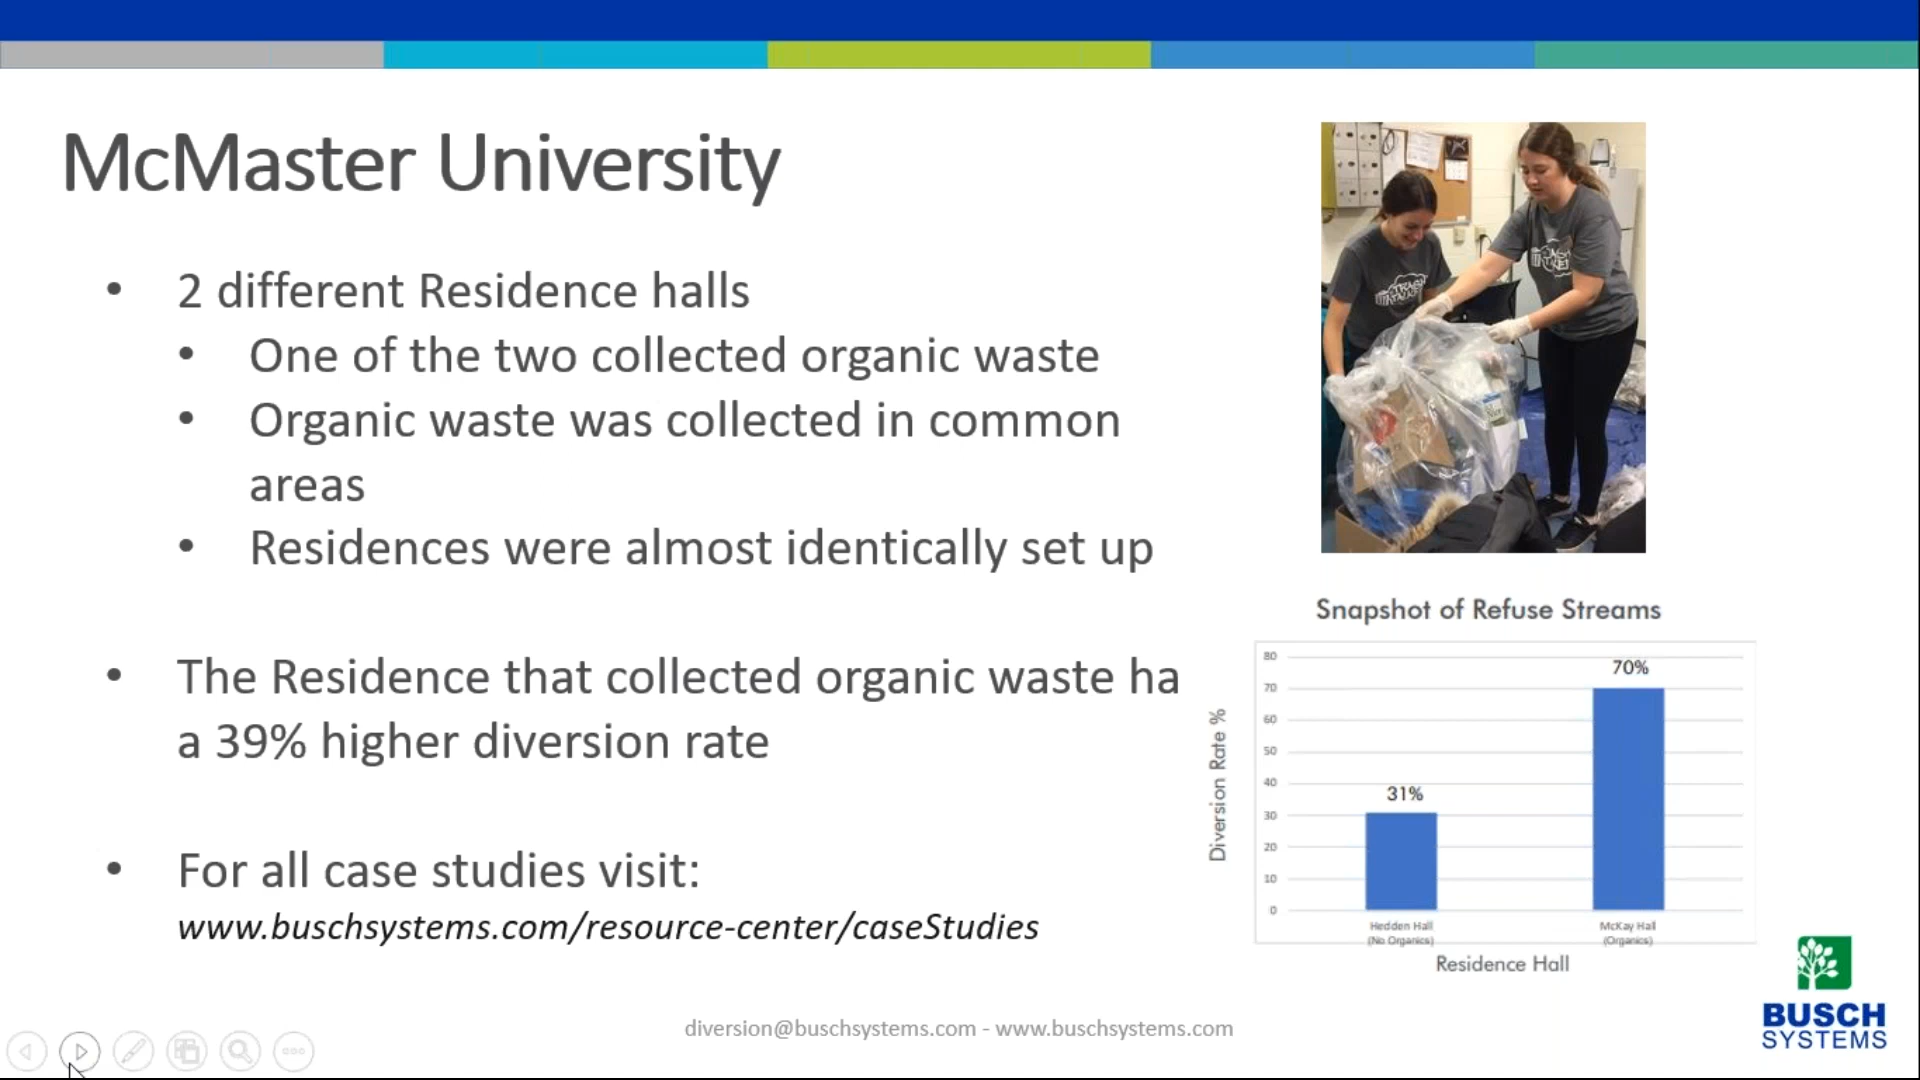 McMaster University
• 2 different Residence halls
• One of the two collected organic waste
• Organic waste was collected in common
areas
• Residences were almost identically set up
• The Residence that collected organic waste ha
a 39% higher diversion rate
• For all case studies visit:
www.buschsystems.com/resource-center/caseStudies
Snapshot of Refuse Streams
Diversion Rate %
80
70
60
50
40
30
20
10
0
31%
70%
Hedden Hall
(No Organics)
McKay Hall
(Organics)
Residence Hall
diversion@buschsystems.com - www.buschsystems.com
BUSCH
SYSTEMS